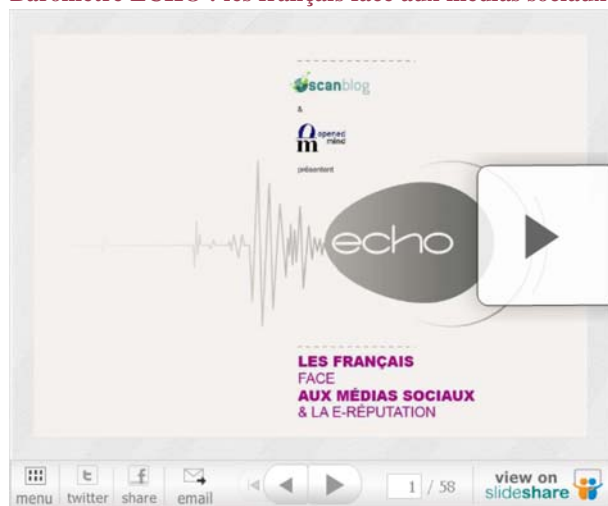 Baromètre ECHO : les français face aux médias sociaux
scanblog
&
opened
mind
présentent
echo
LES FRANÇAIS
FACE
AUX MÉDIAS SOCIAUX
& LA E-RÉPUTATION
menu twitter share email 1 / 58 view on
slideshare